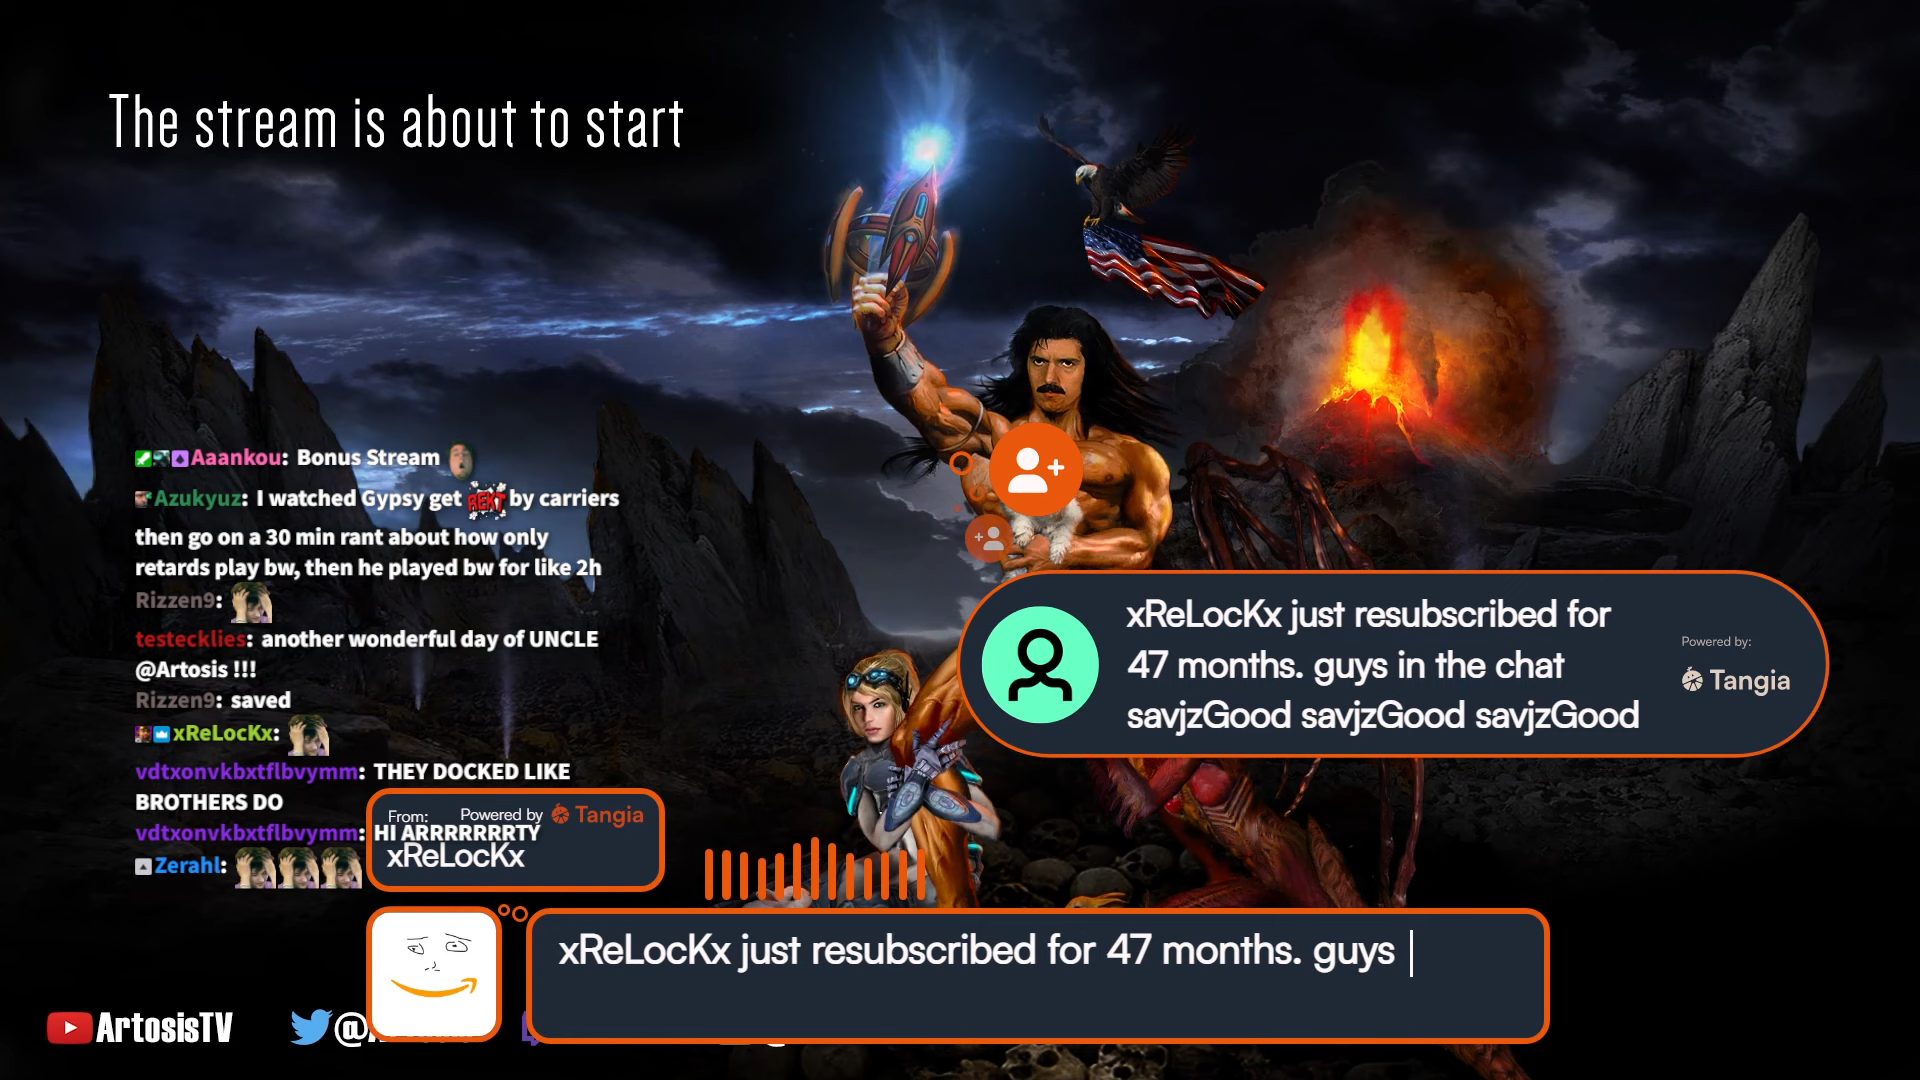 The stream is about to start
Aaankou: Bonus Stream
Azukyuz: I watched Gypsy get REKT by carriers
then go on a 30 min rant about how only
retards play bw, then he played bw for like 2h
Rizzen9:
testecklies: another wonderful day of UNCLE
@Artosis !!!
Rizzen9: saved
xReLocKx:
vdtxonvkbxtflbvymm: THEY DOCKED LIKE
BROTHERS DO
vdtxonvkbxtflbvymm: HI ARRRRRRTY
Zerahl:
xReLocKx just resubscribed for
47 months. guys in the chat
savjzGood savjzGood savjzGood
Powered by:
Tangia
From: Powered by Tangia
xReLocKx
xReLocKx just resubscribed for 47 months. guys
ArtosisTV
@